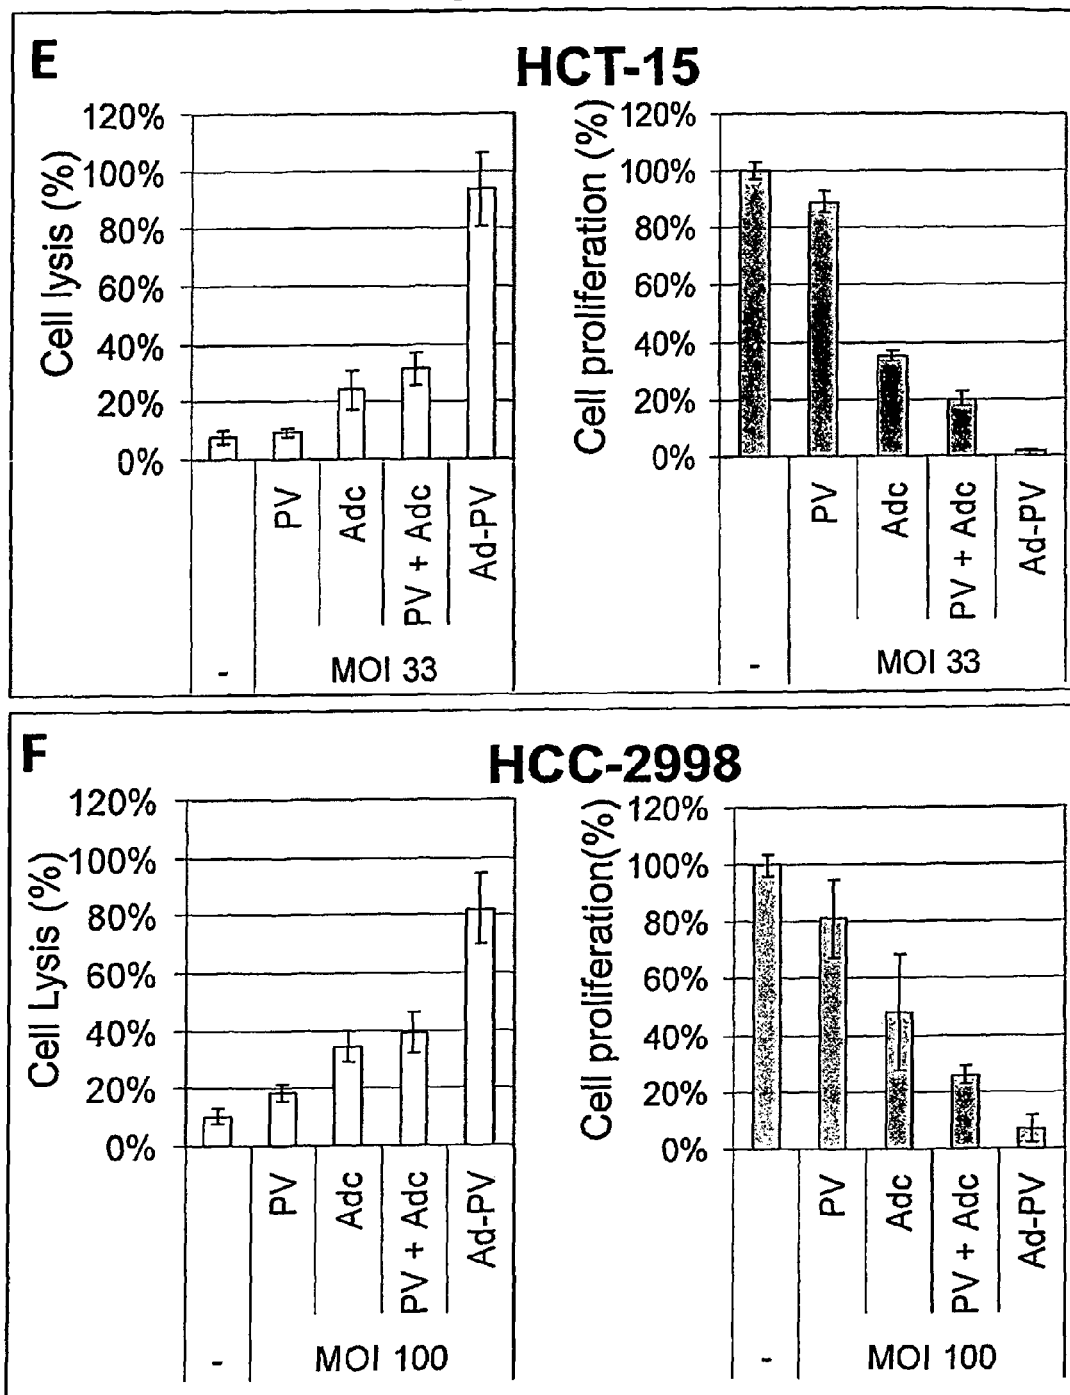 E
HCT-15
Cell lysis (%)
120%
100%
80%
60%
40%
20%
0%
PV
Adc
PV + Adc
Ad-PV
-
MOI 33
Cell proliferation (%)
120%
100%
80%
60%
40%
20%
0%
PV
Adc
PV + Adc
Ad-PV
-
MOI 33
F
HCC-2998
Cell Lysis (%)
120%
100%
80%
60%
40%
20%
0%
PV
Adc
PV + Adc
Ad-PV
-
MOI 100
Cell proliferation(%)
120%
100%
80%
60%
40%
20%
0%
PV
Adc
PV + Adc
Ad-PV
-
MOI 100